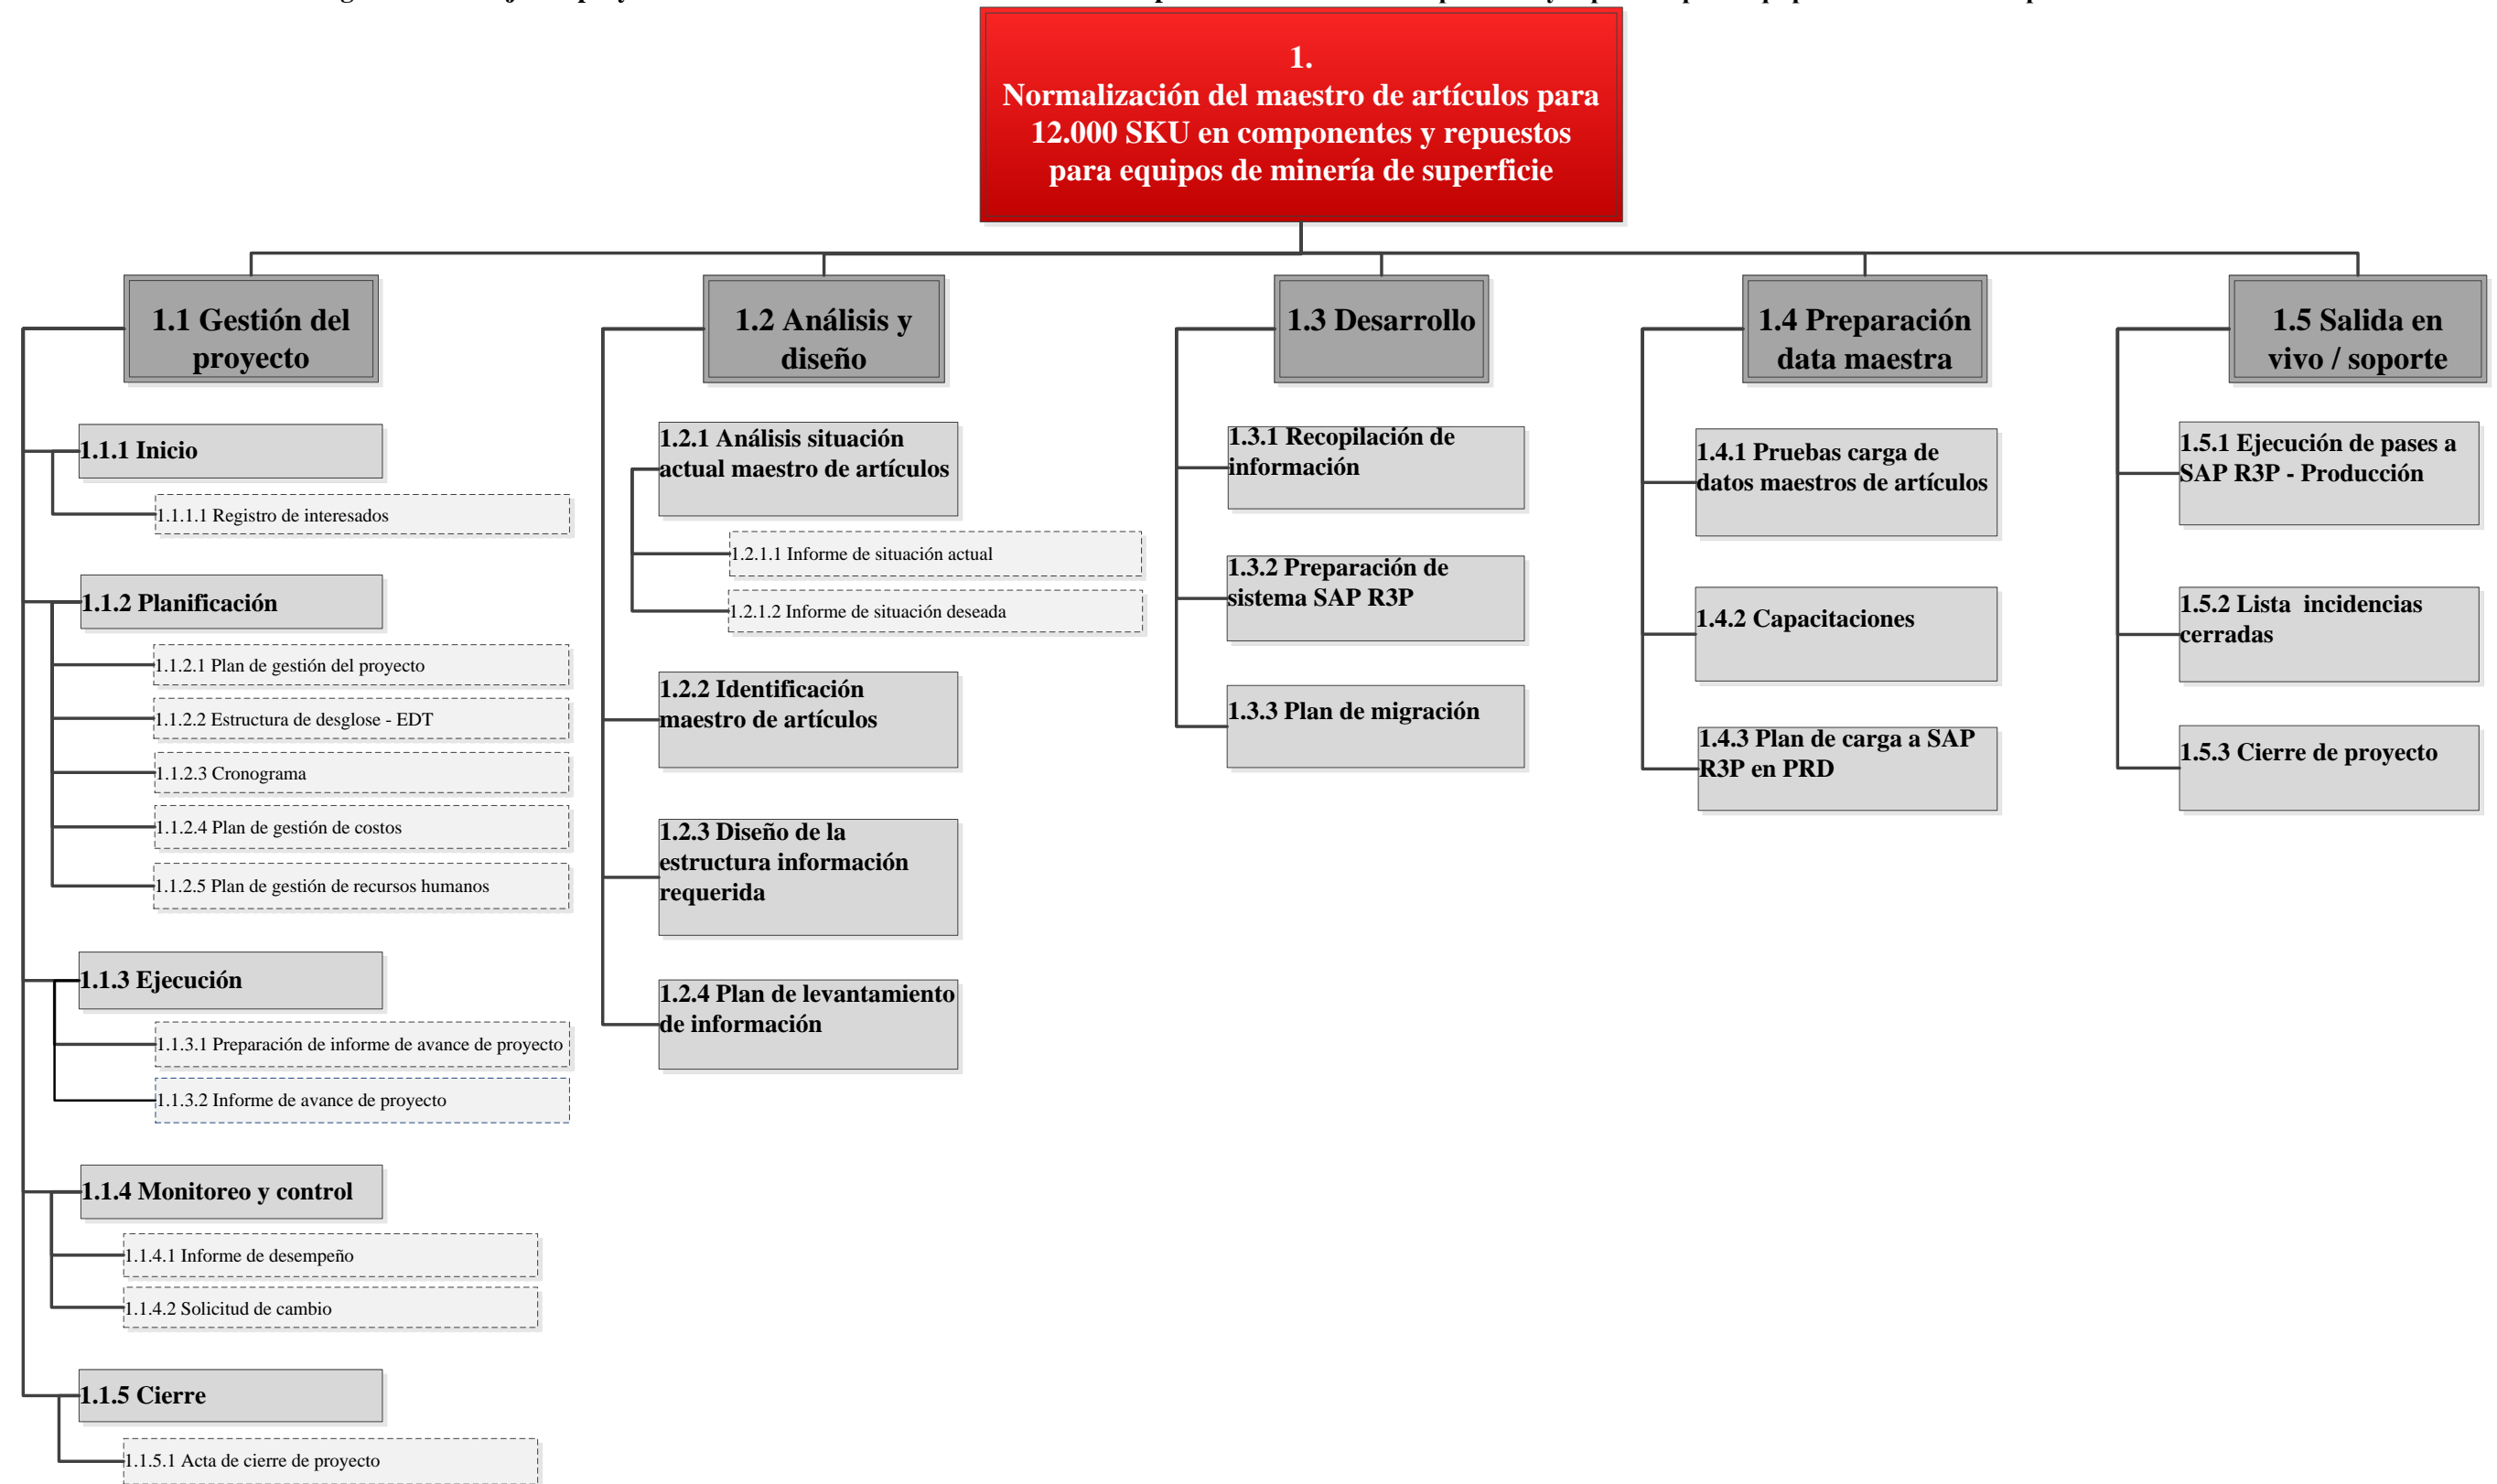 1.
Normalización del maestro de artículos para
12.000 SKU en componentes y repuestos
para equipos de minería de superficie
1.1 Gestión del
proyecto
1.1.1 Inicio
1.1.1.1 Registro de interesados
1.1.2 Planificación
1.1.2.1 Plan de gestión del proyecto
1.1.2.2 Estructura de desglose - EDT
1.1.2.3 Cronograma
1.1.2.4 Plan de gestión de costos
1.1.2.5 Plan de gestión de recursos humanos
1.1.3 Ejecución
1.1.3.1 Preparación de informe de avance de proyecto
1.1.3.2 Informe de avance de proyecto
1.1.4 Monitoreo y control
1.1.4.1 Informe de desempeño
1.1.4.2 Solicitud de cambio
1.1.5 Cierre
1.1.5.1 Acta de cierre de proyecto
1.2 Análisis y
diseño
1.2.1 Análisis situación
actual maestro de artículos
1.2.1.1 Informe de situación actual
1.2.1.2 Informe de situación deseada
1.2.2 Identificación
maestro de artículos
1.2.3 Diseño de la
estructura información
requerida
1.2.4 Plan de levantamiento
de información
1.3 Desarrollo
1.3.1 Recopilación de
información
1.3.2 Preparación de
sistema SAP R3P
1.3.3 Plan de migración
1.4 Preparación
data maestra
1.4.1 Pruebas carga de
datos maestros de artículos
1.4.2 Capacitaciones
1.4.3 Plan de carga a SAP
R3P en PRD
1.5 Salida en
vivo / soporte
1.5.1 Ejecución de pases a
SAP R3P - Producción
1.5.2 Lista  incidencias
cerradas
1.5.3 Cierre de proyecto